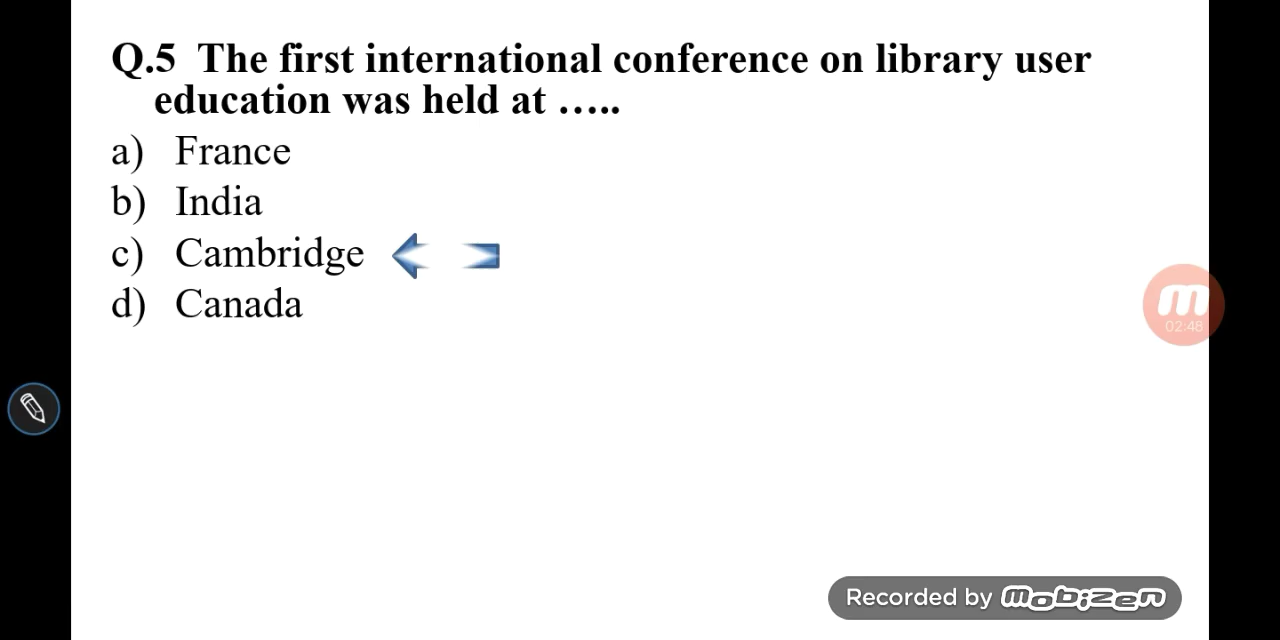 Q.5 The first international conference on library user
education was held at …..
a) France
b) India
c) Cambridge
d) Canada
02:48
Recorded by mobizen